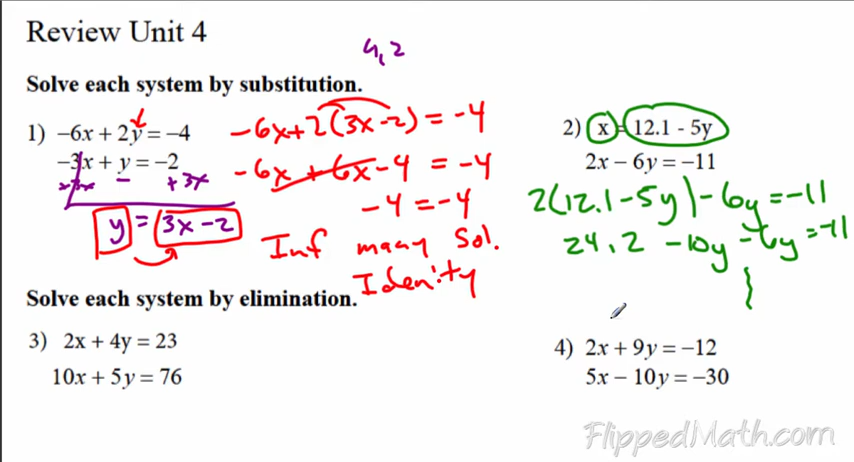 Review Unit 4
4, 2
Solve each system by substitution.
1) −6x + 2y = −4
−3x + y = −2
+3x +3x
y = 3x − 2
−6x + 2(3x − 2) = −4
−6x + 6x − 4 = −4
−4 = −4
Inf many Sol.
Idenity
2) x = 12.1 - 5y
2x − 6y = −11
2(12.1 − 5y) − 6y = −11
24.2 − 10y − 6y = −11
Solve each system by elimination.
3) 2x + 4y = 23
10x + 5y = 76
4) 2x + 9y = −12
5x − 10y = −30
FlippedMath.com